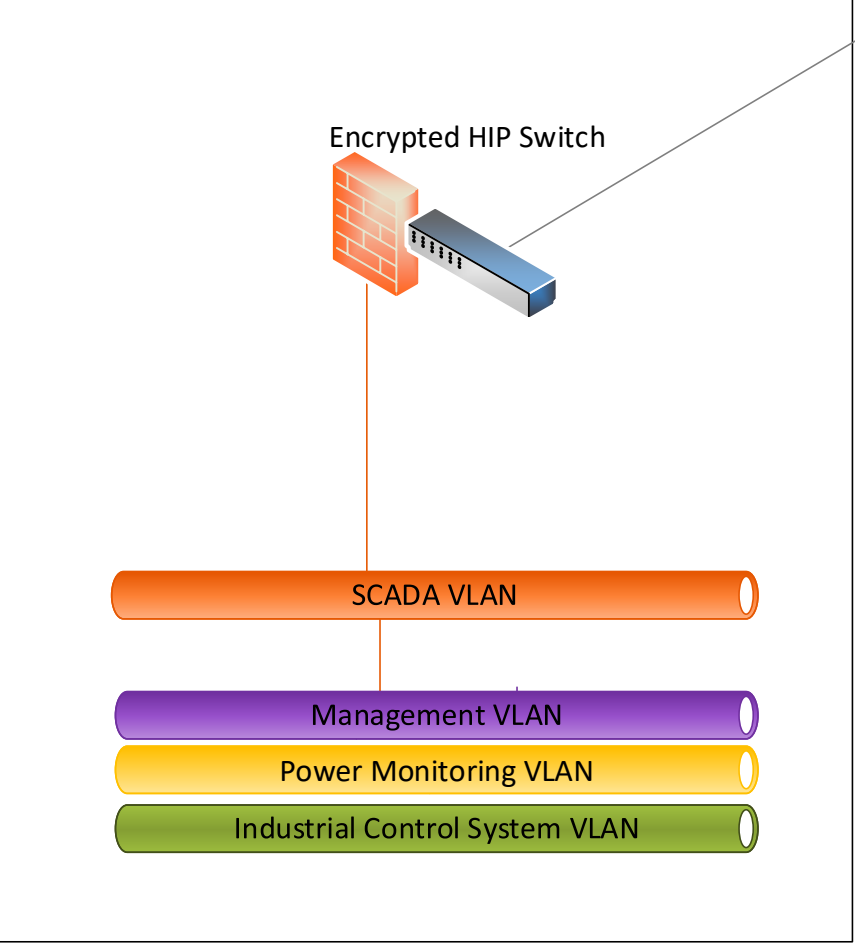 Encrypted HIP Switch
SCADA VLAN
Management VLAN
Power Monitoring VLAN
Industrial Control System VLAN